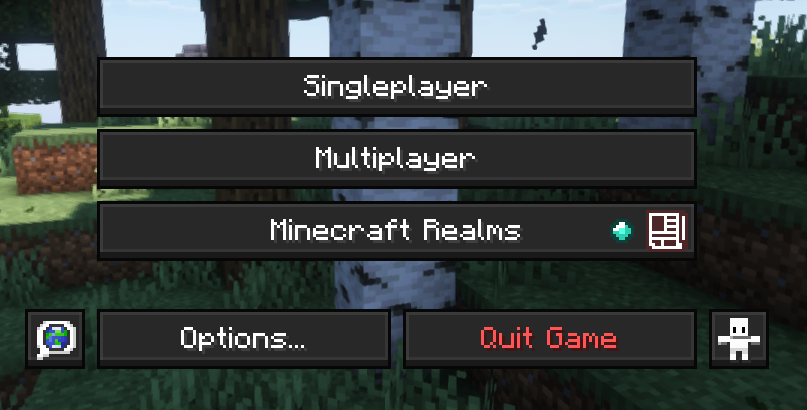 Singleplayer
Multiplayer
Minecraft Realms
Options...
Quit Game